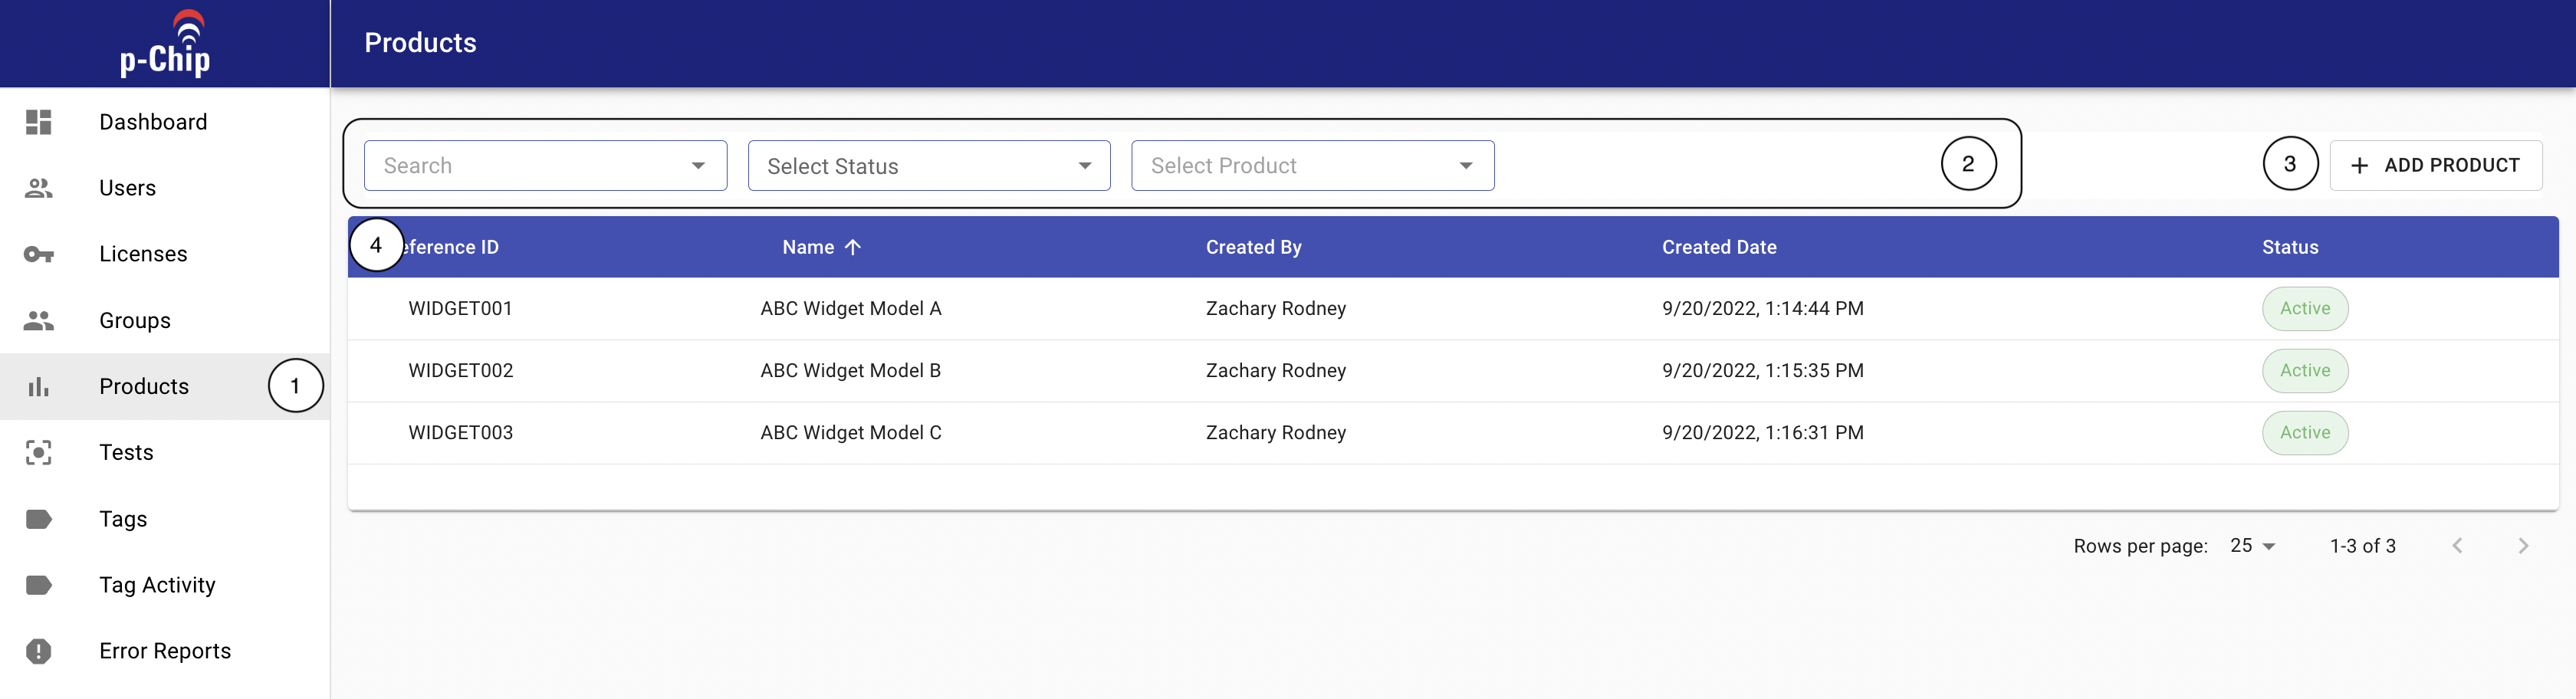 p-Chip
Products
Dashboard
Users
Licenses
Groups
Products 1
Tests
Tags
Tag Activity
Error Reports
Search Select Status Select Product 2 3 + ADD PRODUCT
4 eference ID Name Created By Created Date Status
WIDGET001 ABC Widget Model A Zachary Rodney 9/20/2022, 1:14:44 PM Active
WIDGET002 ABC Widget Model B Zachary Rodney 9/20/2022, 1:15:35 PM Active
WIDGET003 ABC Widget Model C Zachary Rodney 9/20/2022, 1:16:31 PM Active
Rows per page: 25 1-3 of 3